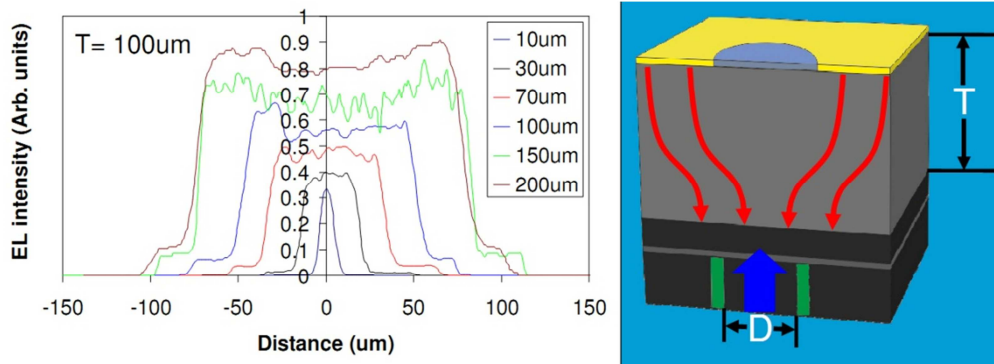 T= 100um
EL intensity (Arb. units)
1
0.9
0.8
0.7
0.6
0.5
0.4
0.3
0.2
0.1
0
-150
-100
-50
0
50
100
150
Distance (um)
10um
30um
70um
100um
150um
200um
T
D